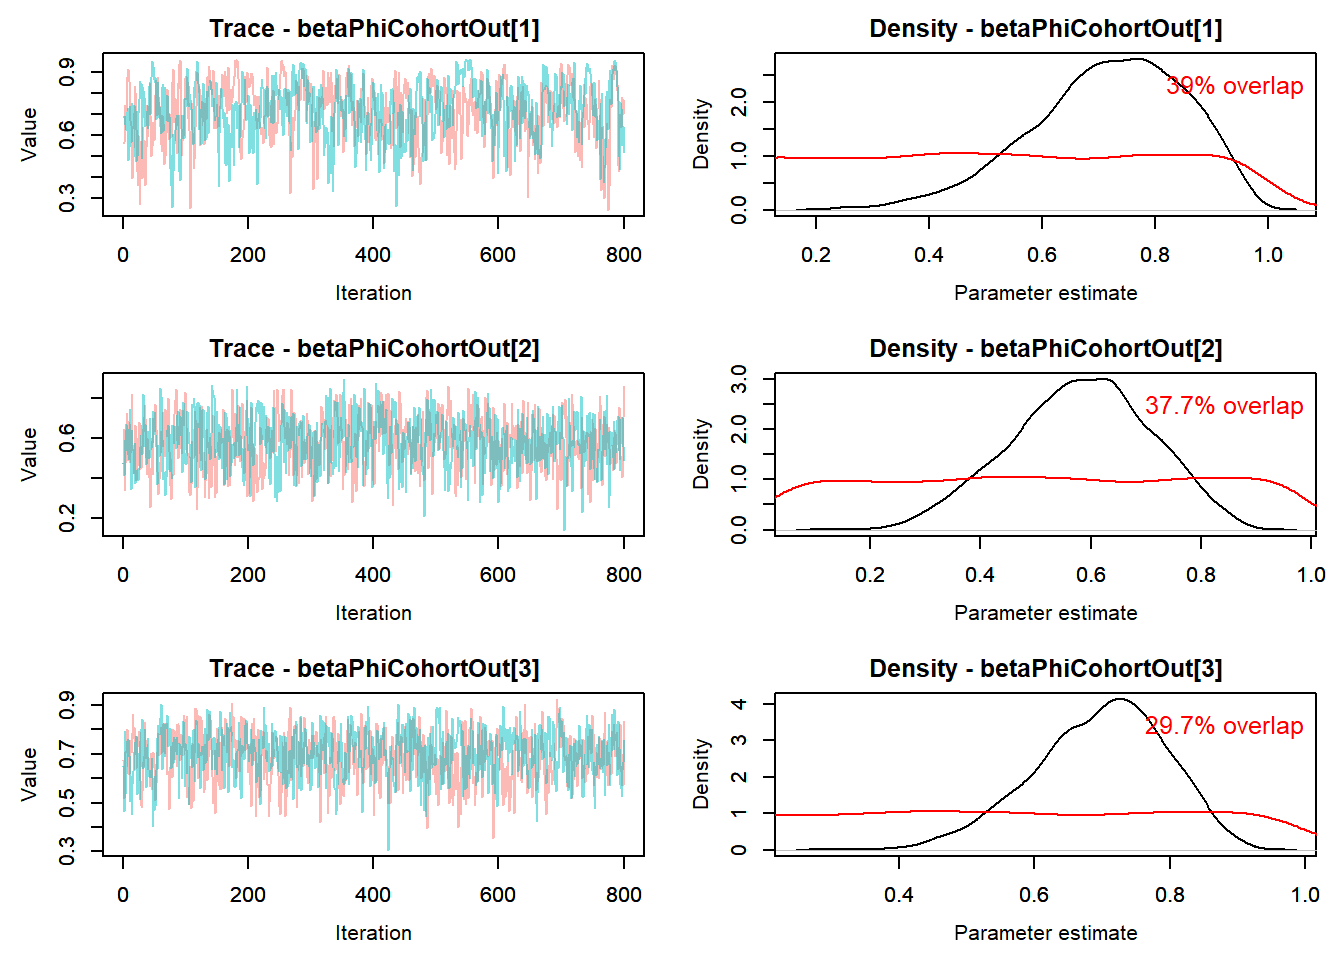 Trace - betaPhiCohortOut[1]
Value
0.3 0.6 0.9
0 200 400 600 800
Iteration
Density - betaPhiCohortOut[1]
39% overlap
Density
0.0 1.0 2.0
0.2 0.4 0.6 0.8 1.0
Parameter estimate
Trace - betaPhiCohortOut[2]
Value
0.2 0.6
0 200 400 600 800
Iteration
Density - betaPhiCohortOut[2]
37.7% overlap
Density
0.0 1.0 2.0 3.0
0.2 0.4 0.6 0.8 1.0
Parameter estimate
Trace - betaPhiCohortOut[3]
Value
0.3 0.5 0.7 0.9
0 200 400 600 800
Iteration
Density - betaPhiCohortOut[3]
29.7% overlap
Density
0 1 2 3 4
0.4 0.6 0.8 1.0
Parameter estimate